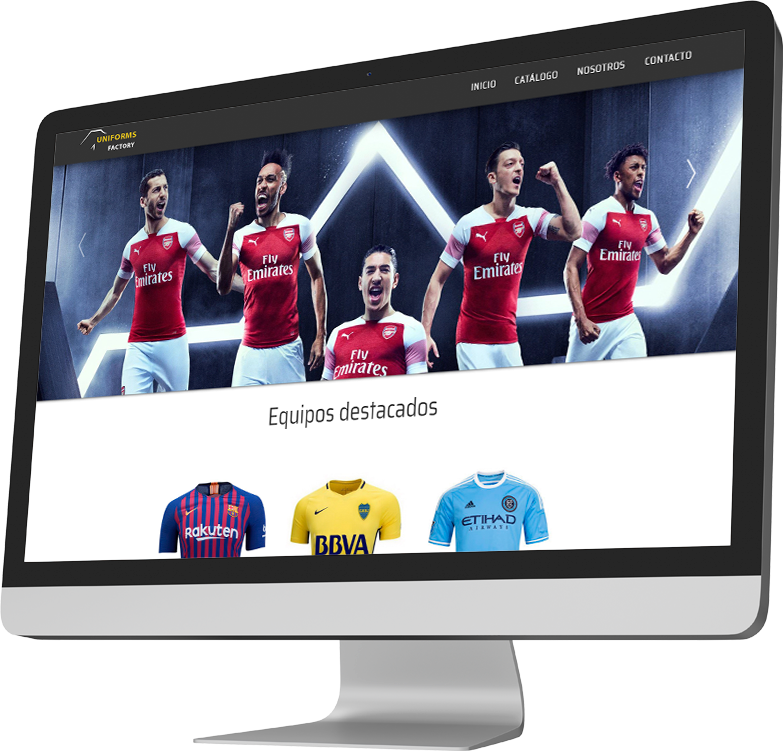 INICIO CATÁLOGO NOSOTROS CONTACTO
UNIFORMS
FACTORY
Fly
Emirates
Fly
Emirates
Fly
Emirates
Fly
Emirates
Fly
Emirates
Equipos destacados
Rakuten
BBVA
ETIHAD
AIRWAYS